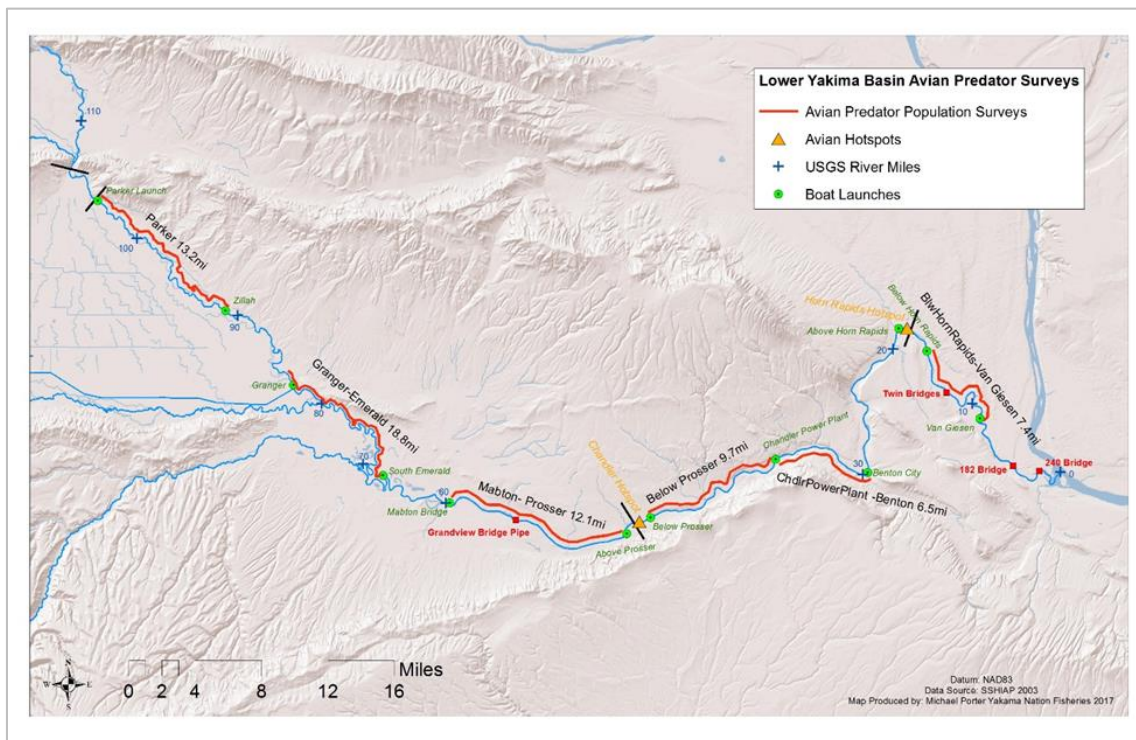 Lower Yakima Basin Avian Predator Surveys
Avian Predator Population Surveys
Avian Hotspots
USGS River Miles
Boat Launches
110
Parker Launch
Parker 13.2mi
100
Zillah
90
Granger
Granger-Emerald 18.8mi
80
70
South Emerald
60
Mabton Bridge
Mabton- Prosser 12.1mi
Grandview Bridge Pipe
Above Prosser
Chandler Hotspot
Below Prosser
Below Prosser 9.7mi
Chandler Power Plant
ChdlrPowerPlant -Benton 6.5mi
30
Benton City
20
Above Horn Rapids
Horn Rapids Hotspot
Below Horn Rapids
BlwHornRapids-Van Giesen 7.4mi
Twin Bridges
10
Van Giesen
182 Bridge
240 Bridge
0
N
W E
S
Miles
0 2 4 8 12 16
Datum: NAD83
Data Source: SSHIAP 2003
Map Produced by: Michael Porter Yakama Nation Fisheries 2017